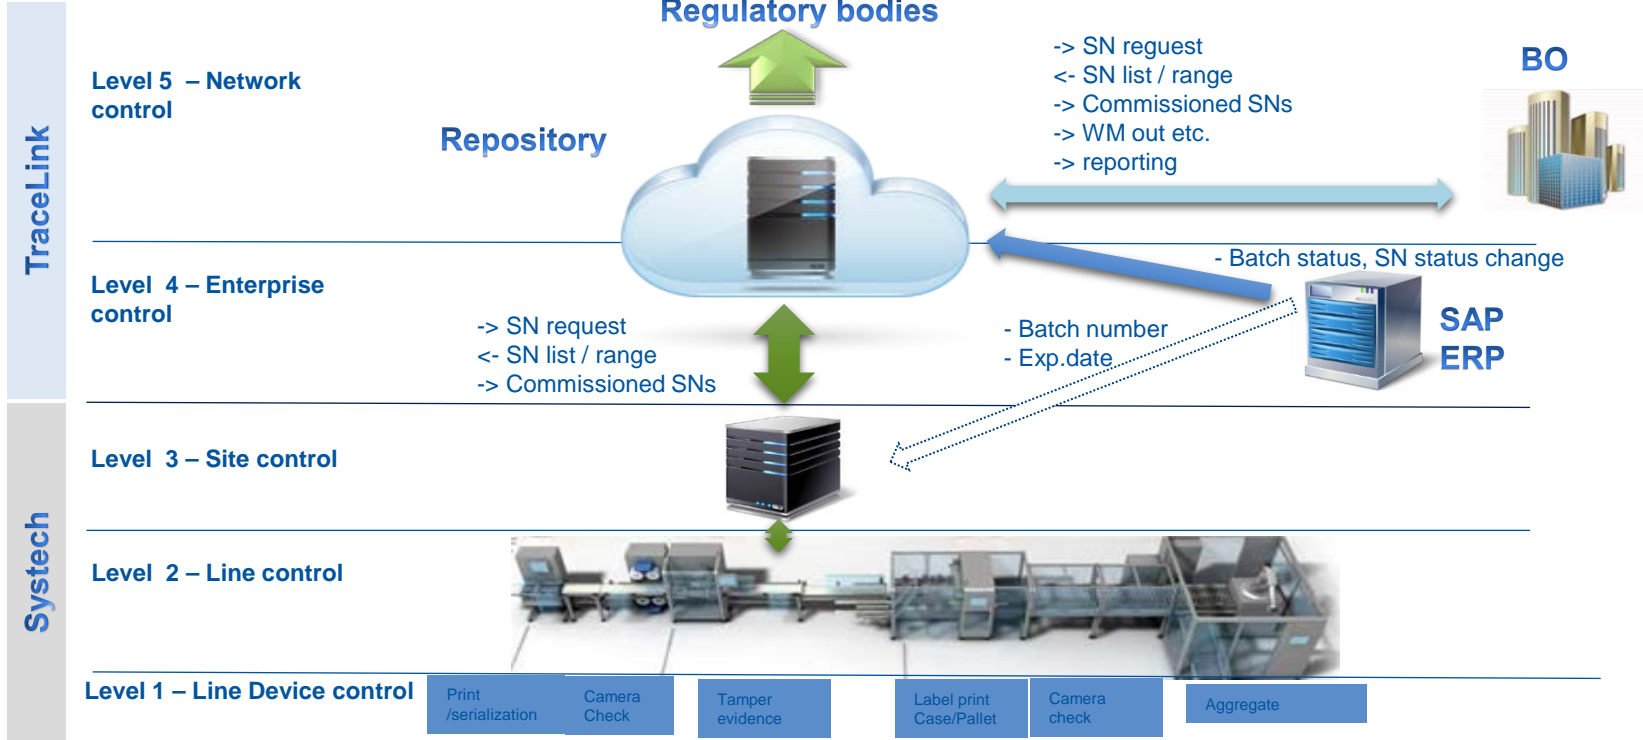 Regulatory bodies
-> SN reguest
<- SN list / range
-> Commissioned SNs
-> WM out etc.
-> reporting
BO
Level 5 – Network
control
Repository
TraceLink
- Batch status, SN status change
Level 4 – Enterprise
control
-> SN request
<- SN list / range
-> Commissioned SNs
- Batch number
- Exp.date
SAP
ERP
Level 3 – Site control
Systech
Level 2 – Line control
Level 1 – Line Device control
Print
/serialization
Camera
Check
Tamper
evidence
Label print
Case/Pallet
Camera
check
Aggregate